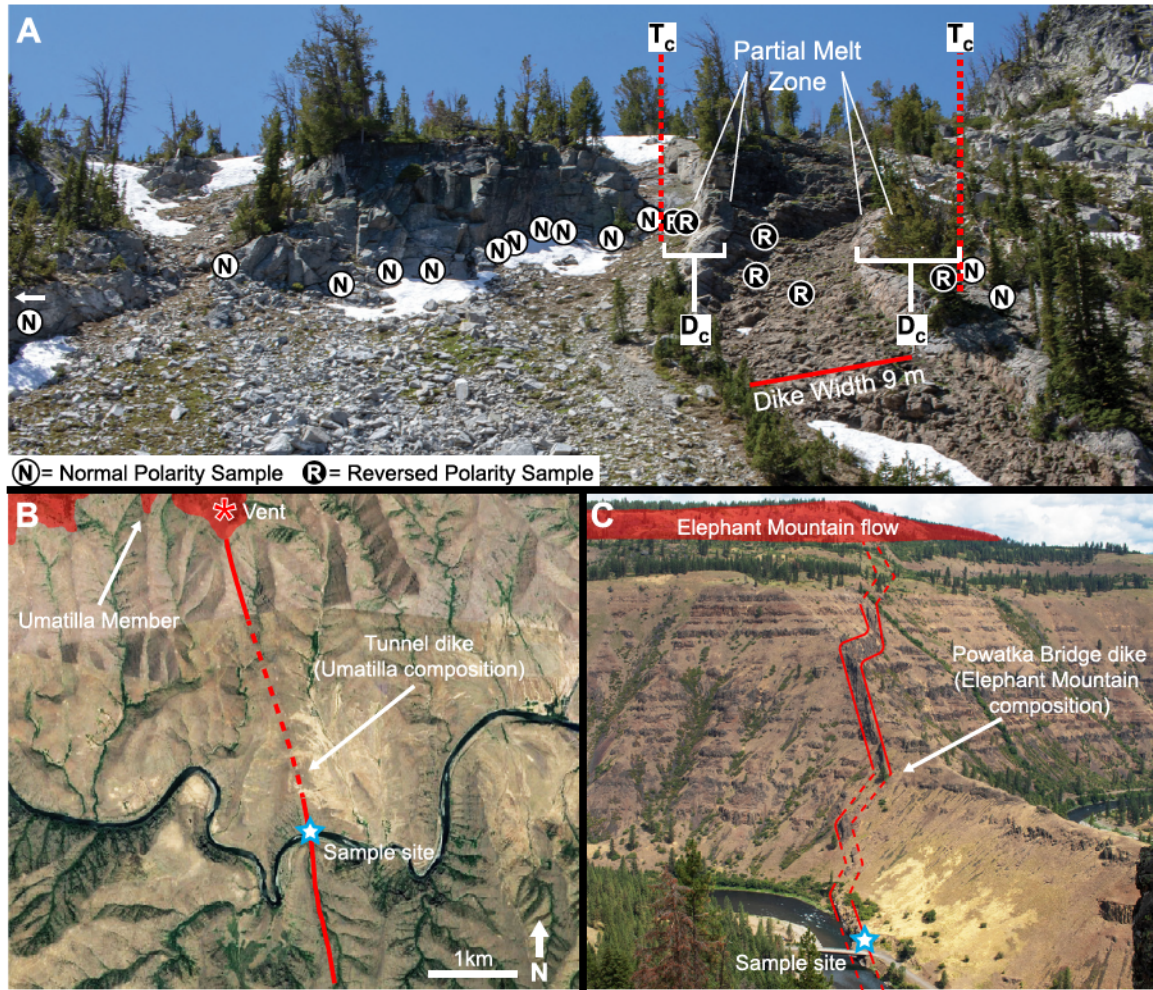 A
Tc
Tc
Partial Melt
Zone
N
N
N
N
N
N
N
N
N
N
N
R
R
R
R
R
R
N
N
Dc
Dc
Dike Width 9 m
N = Normal Polarity Sample
R = Reversed Polarity Sample
B
Vent
Umatilla Member
Tunnel dike
(Umatilla composition)
Sample site
1km
N
C
Elephant Mountain flow
Powatka Bridge dike
(Elephant Mountain
composition)
Sample site